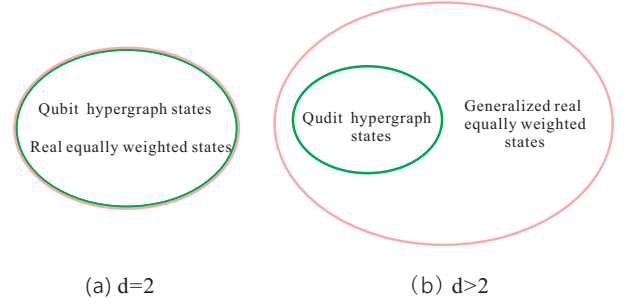 Qubit hypergraph states
Real equally weighted states
Qudit hypergraph
states
Generalized real
equally weighted
states
(a) d=2
(b) d>2